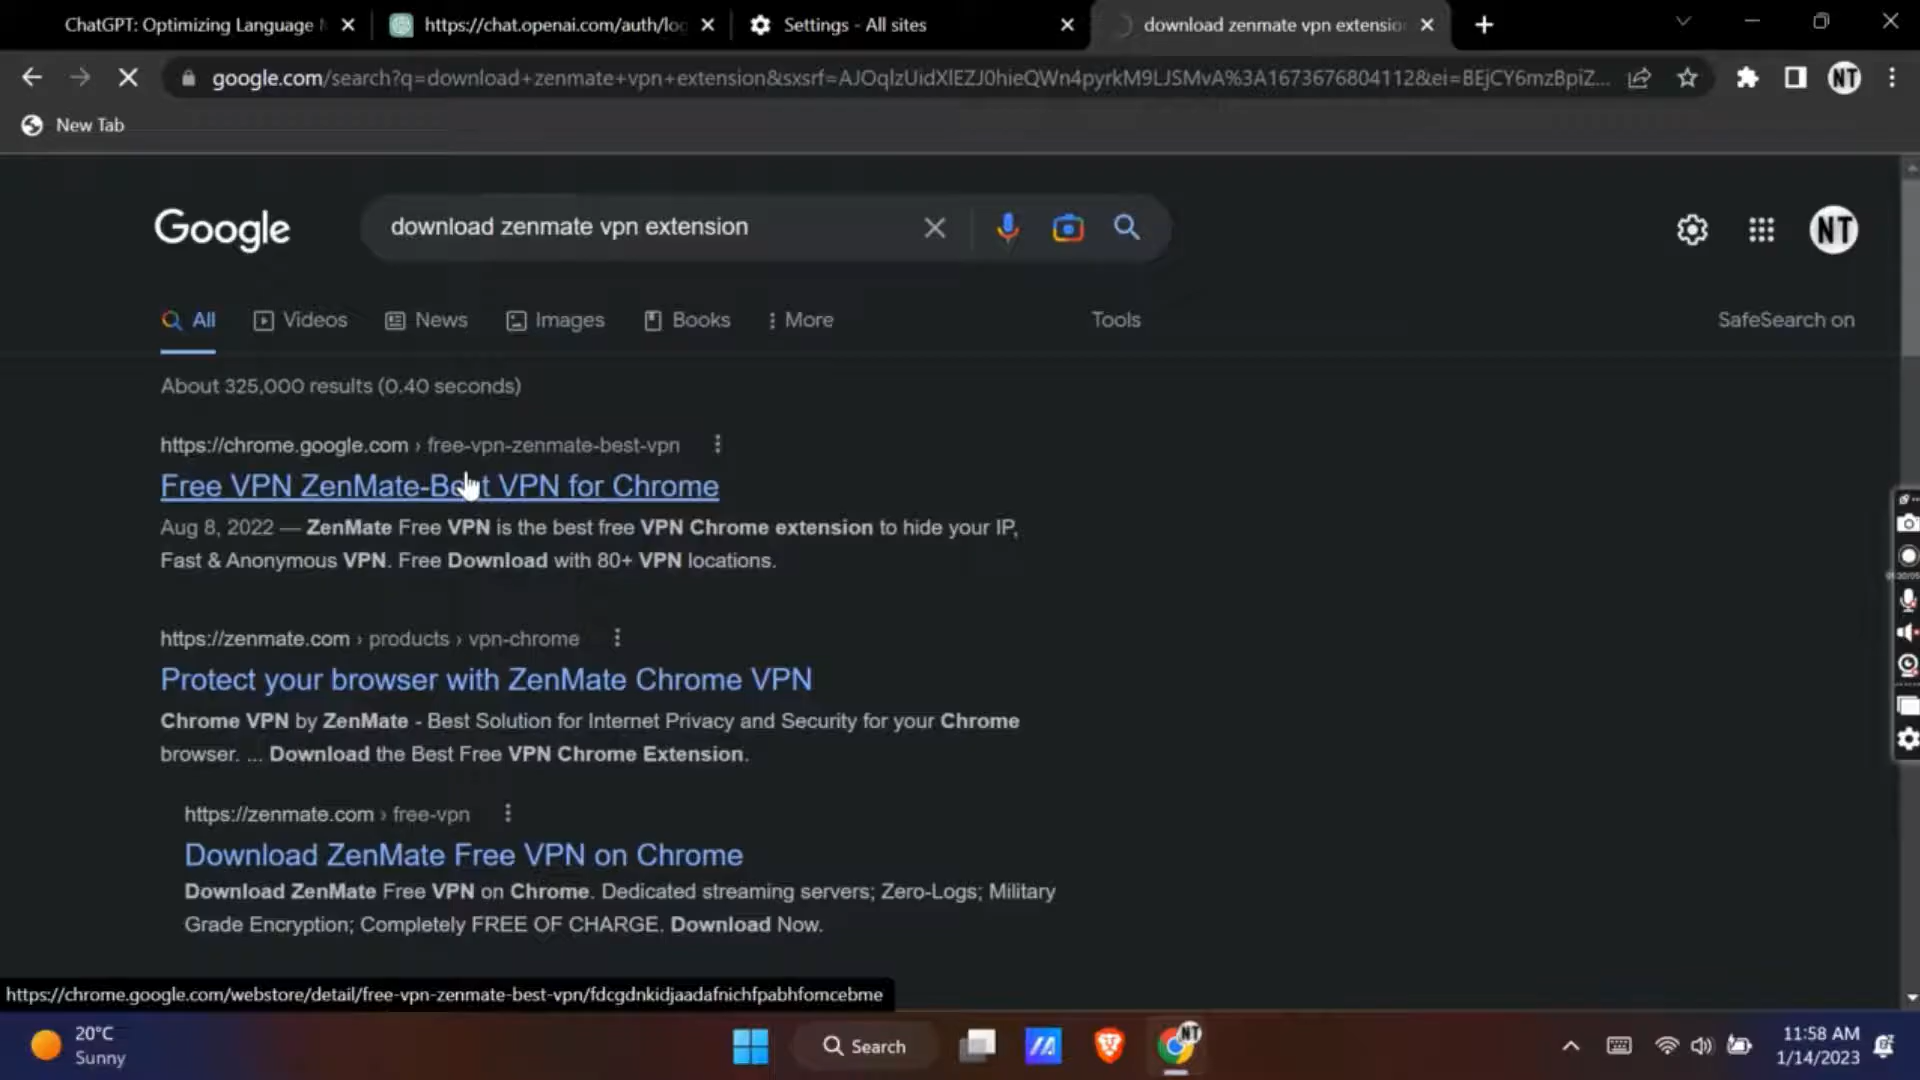 ChatGPT: Optimizing Language
https://chat.openai.com/auth/log
Settings - All sites
download zenmate vpn extensio
google.com/search?q=download+zenmate+vpn+extension&sxsrf=AJOqlzUidXlEZJ0hieQWn4pyrkM9LJSMvA%3A1673676804112&ei=BEjCY6mzBpiZ...
NT
New Tab
Google
download zenmate vpn extension
NT
All
Videos
News
Images
Books
More
Tools
SafeSearch on
About 325,000 results (0.40 seconds)
https://chrome.google.com › free-vpn-zenmate-best-vpn
Free VPN ZenMate-Best VPN for Chrome
Aug 8, 2022 — ZenMate Free VPN is the best free VPN Chrome extension to hide your IP,
Fast & Anonymous VPN. Free Download with 80+ VPN locations.
https://zenmate.com › products › vpn-chrome
Protect your browser with ZenMate Chrome VPN
Chrome VPN by ZenMate - Best Solution for Internet Privacy and Security for your Chrome
browser. ... Download the Best Free VPN Chrome Extension.
https://zenmate.com › free-vpn
Download ZenMate Free VPN on Chrome
Download ZenMate Free VPN on Chrome. Dedicated streaming servers; Zero-Logs; Military
Grade Encryption; Completely FREE OF CHARGE. Download Now.
https://chrome.google.com/webstore/detail/free-vpn-zenmate-best-vpn/fdcgdnkidjaadafnichfpabhfomcebme
20°C
Sunny
Search
NT
11:58 AM
1/14/2023